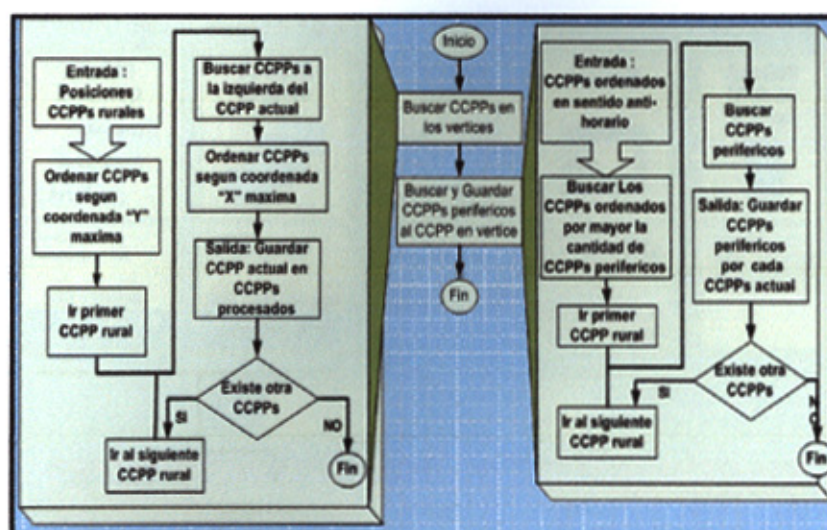 Entrada :
Posiciones
CCPPs rurales
Ordenar CCPPs
segun
coordenada "Y"
maxima
Ir primer
CCPP rural
Ir al siguiente
CCPP rural
Buscar CCPPs a
la izquierda del
CCPP actual
Ordenar CCPPs
segun coordenada
"X" maxima
Salida: Guardar
CCPP actual en
CCPPs
procesados
Existe otra
CCPPs
SI
NO
Fin
Inicio
Buscar CCPPs en
los vertices
Buscar y Guardar
CCPPs perifericos
al CCPP en vertice
Fin
Entrada :
CCPPs ordenados
en sentido anti-
horario
Buscar Los
CCPPs ordenados
por mayor la
cantidad de
CCPPs perifericos
Ir primer
CCPP rural
Ir al siguiente
CCPP rural
Buscar
CCPPs
perifericos
Salida: Guardar
CCPPs
perifericos
por cada
CCPPs actual
Existe otra
CCPPs
SI
N
O
Fin